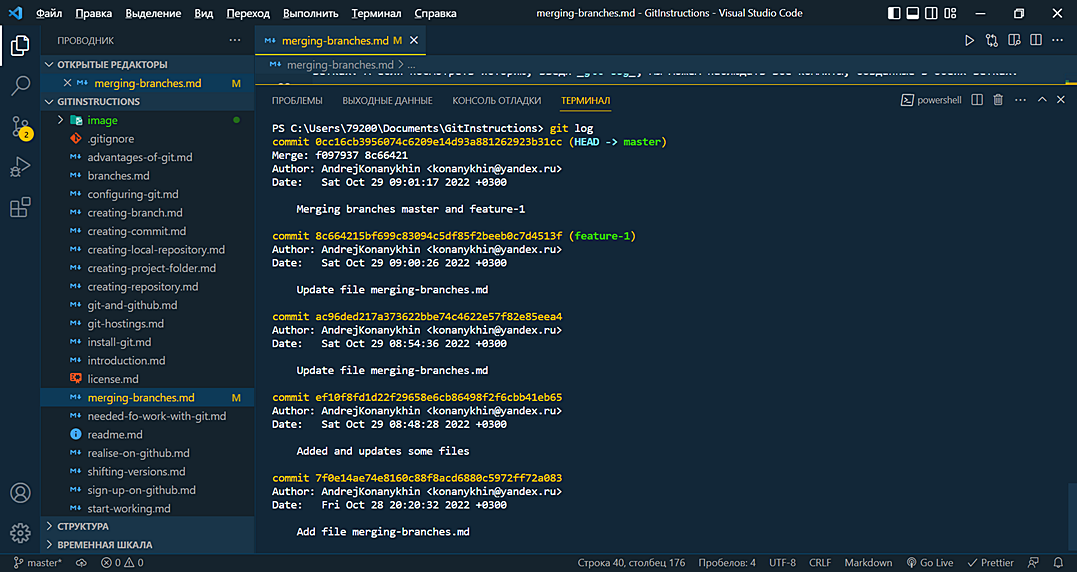 Файл Правка Выделение Вид Переход Выполнить Терминал Справка merging-branches.md - GitInstructions - Visual Studio Code
ПРОВОДНИК ··· merging-branches.md M
ОТКРЫТЫЕ РЕДАКТОРЫ merging-branches.md > ...
merging-branches.md M
GITINSTRUCTIONS
image
.gitignore
advantages-of-git.md
branches.md
configuring-git.md
creating-branch.md
creating-commit.md
creating-local-repository.md
creating-project-folder.md
creating-repository.md
git-and-github.md
git-hostings.md
install-git.md
introduction.md
license.md
merging-branches.md M
needed-fo-work-with-git.md
readme.md
realise-on-github.md
shifting-versions.md
sign-up-on-github.md
start-working.md
СТРУКТУРА
ВРЕМЕННАЯ ШКАЛА
2
ПРОБЛЕМЫ ВЫХОДНЫЕ ДАННЫЕ КОНСОЛЬ ОТЛАДКИ ТЕРМИНАЛ powershell
PS C:\Users\79200\Documents\GitInstructions> git log
commit 0cc16cb3956074c6209e14d93a881262923b31cc (HEAD -> master)
Merge: f097937 8c66421
Author: AndrejKonanykhin <konanykhin@yandex.ru>
Date: Sat Oct 29 09:01:17 2022 +0300
Merging branches master and feature-1
commit 8c664215bf699c83094c5df85f2beeb0c7d4513f (feature-1)
Author: AndrejKonanykhin <konanykhin@yandex.ru>
Date: Sat Oct 29 09:00:26 2022 +0300
Update file merging-branches.md
commit ac96ded217a373622bbe74c4622e57f82e85eea4
Author: AndrejKonanykhin <konanykhin@yandex.ru>
Date: Sat Oct 29 08:54:36 2022 +0300
Update file merging-branches.md
commit ef10f8fd1d22f29658e6cb86498f2f6cbb41eb65
Author: AndrejKonanykhin <konanykhin@yandex.ru>
Date: Sat Oct 29 08:48:28 2022 +0300
Added and updates some files
commit 7f0e14ae74e8160c88f8acd6880c5972ff72a083
Author: AndrejKonanykhin <konanykhin@yandex.ru>
Date: Fri Oct 28 20:20:32 2022 +0300
Add file merging-branches.md
master* 0 0 Строка 40, столбец 176 Пробелов: 4 UTF-8 CRLF Markdown Go Live Prettier